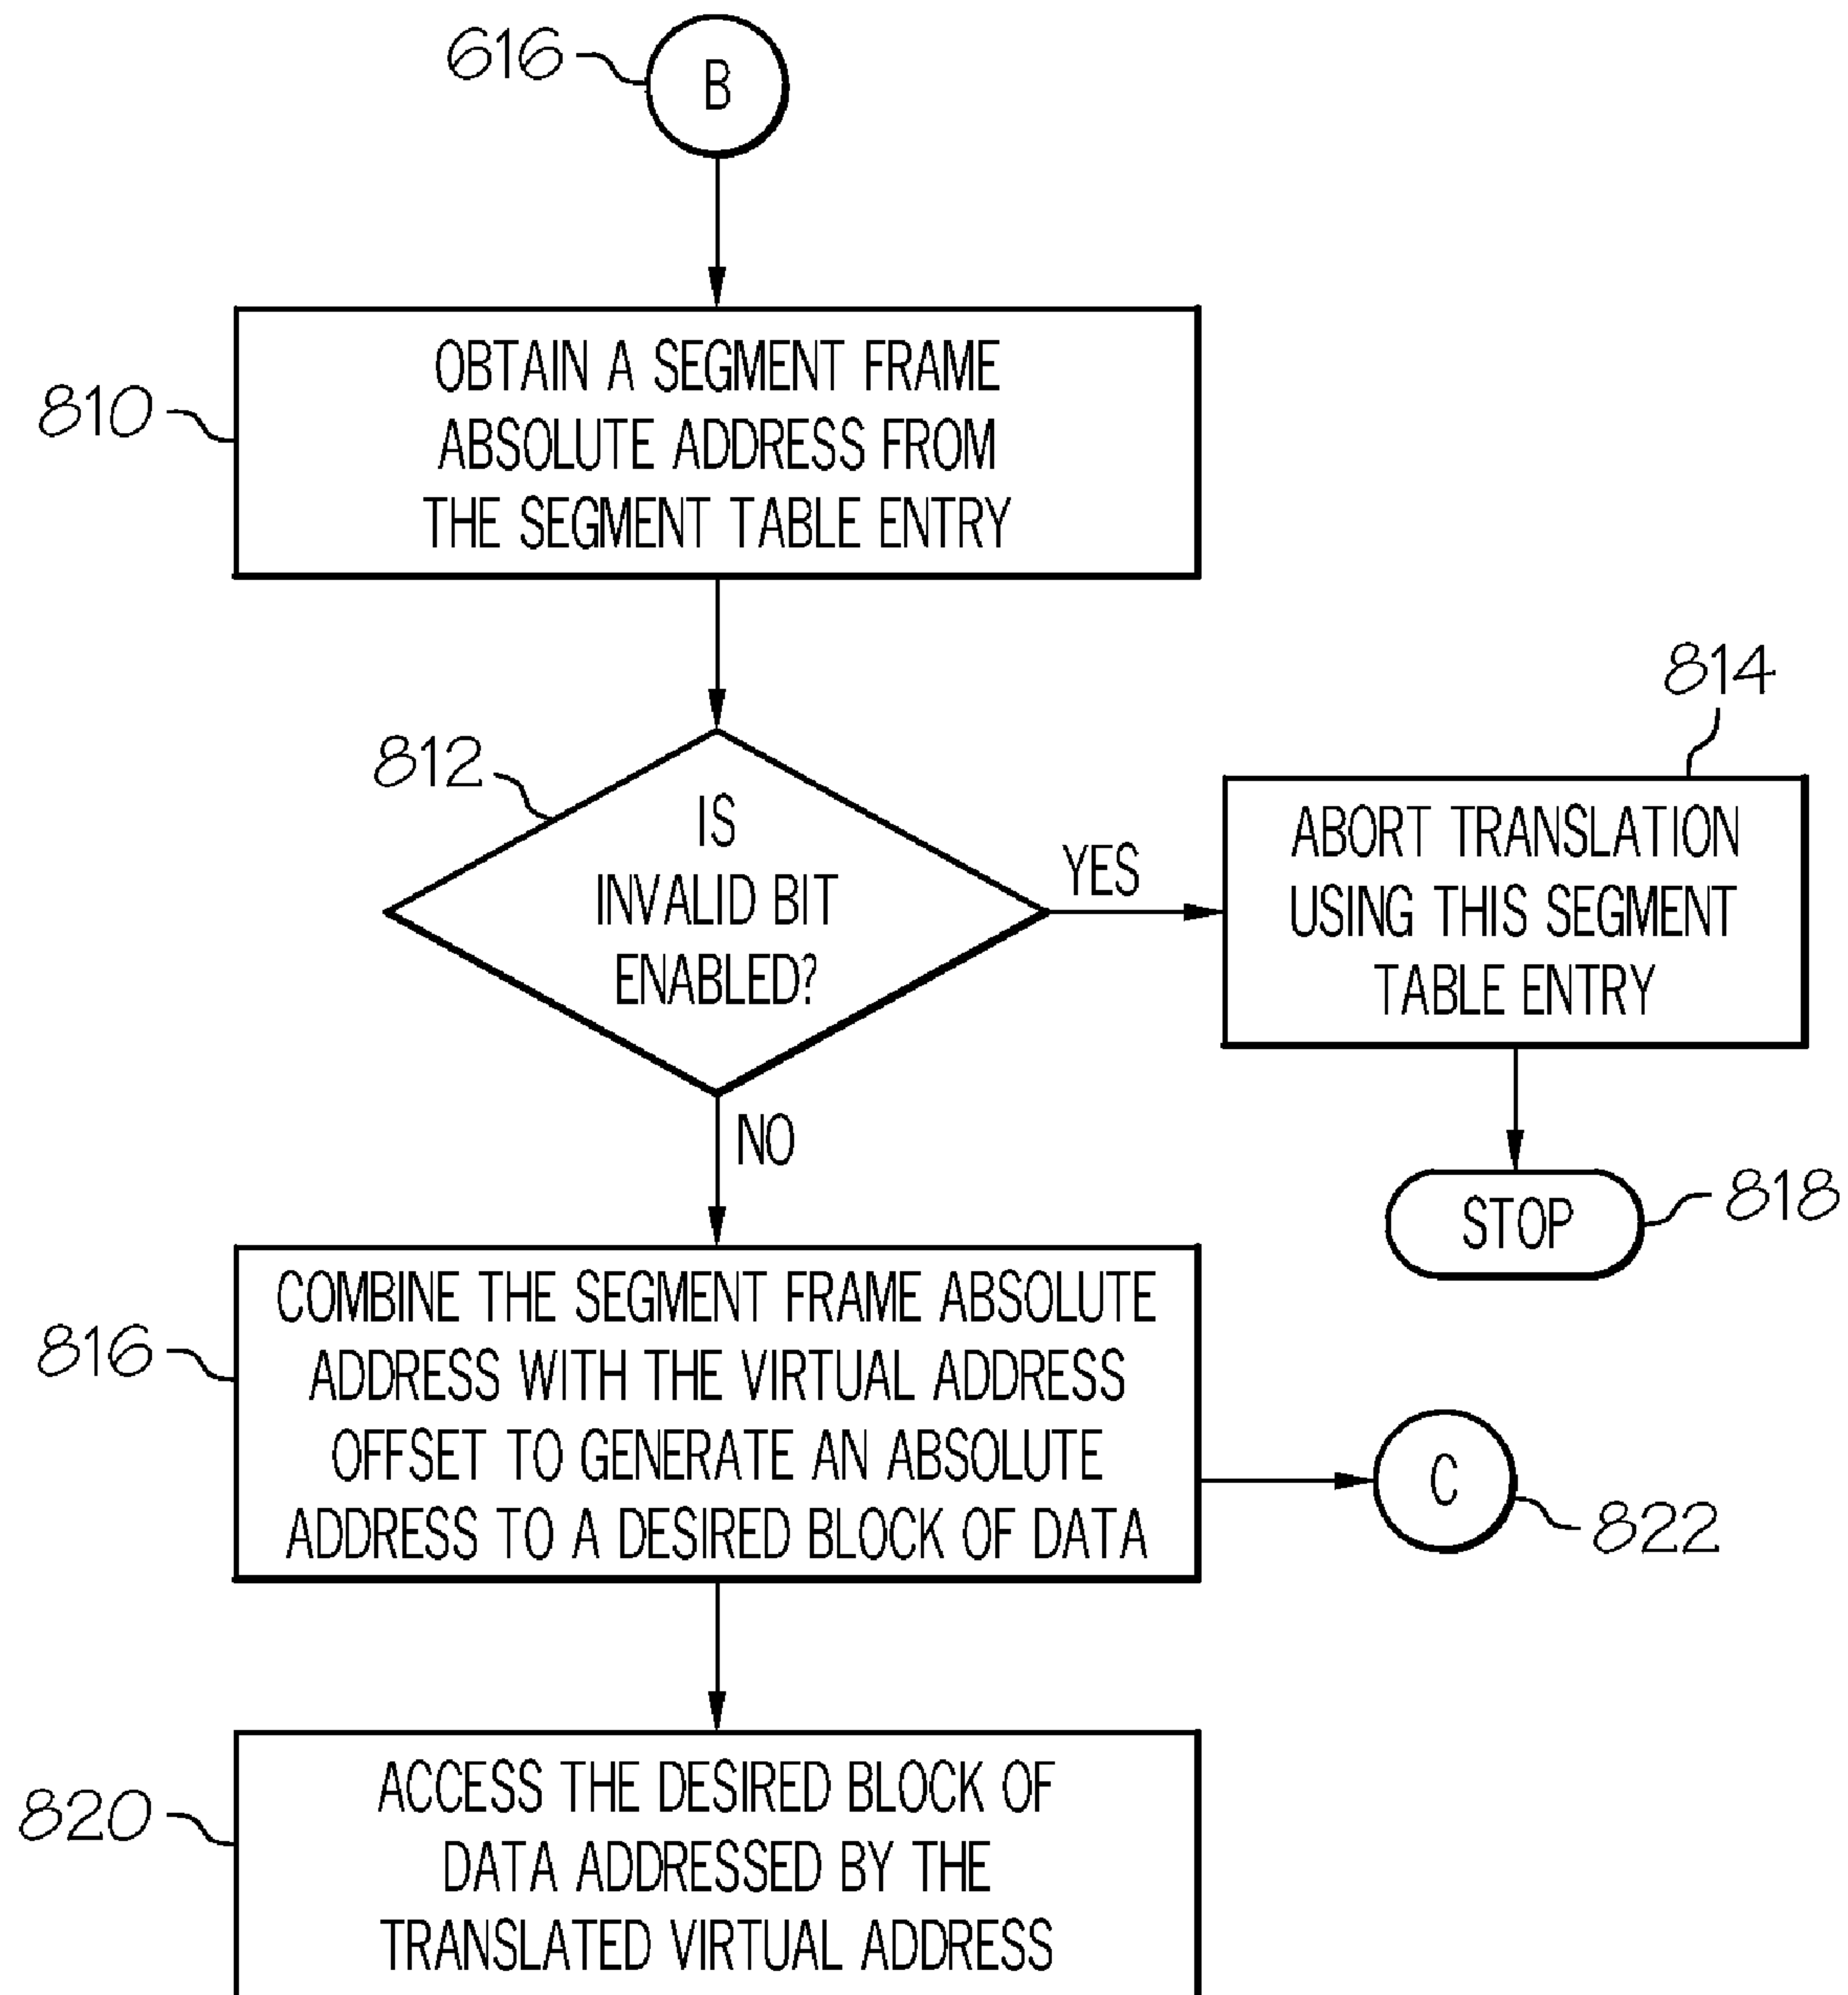 616
B
810
OBTAIN A SEGMENT FRAME
ABSOLUTE ADDRESS FROM
THE SEGMENT TABLE ENTRY
812
IS
INVALID BIT
ENABLED?
YES
814
ABORT TRANSLATION
USING THIS SEGMENT
TABLE ENTRY
NO
STOP
818
816
COMBINE THE SEGMENT FRAME ABSOLUTE
ADDRESS WITH THE VIRTUAL ADDRESS
OFFSET TO GENERATE AN ABSOLUTE
ADDRESS TO A DESIRED BLOCK OF DATA
C
822
820
ACCESS THE DESIRED BLOCK OF
DATA ADDRESSED BY THE
TRANSLATED VIRTUAL ADDRESS